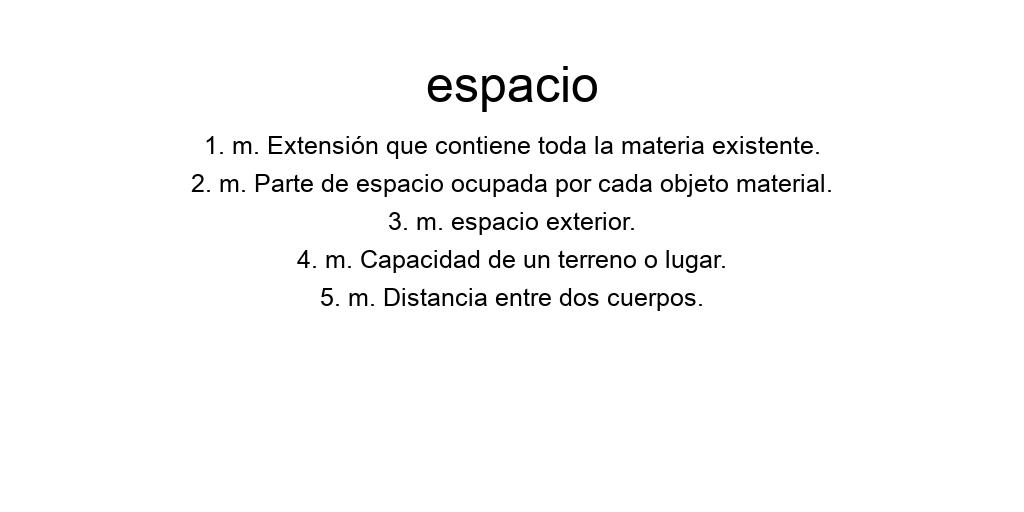 espacio
1. m. Extensión que contiene toda la materia existente.
2. m. Parte de espacio ocupada por cada objeto material.
3. m. espacio exterior.
4. m. Capacidad de un terreno o lugar.
5. m. Distancia entre dos cuerpos.